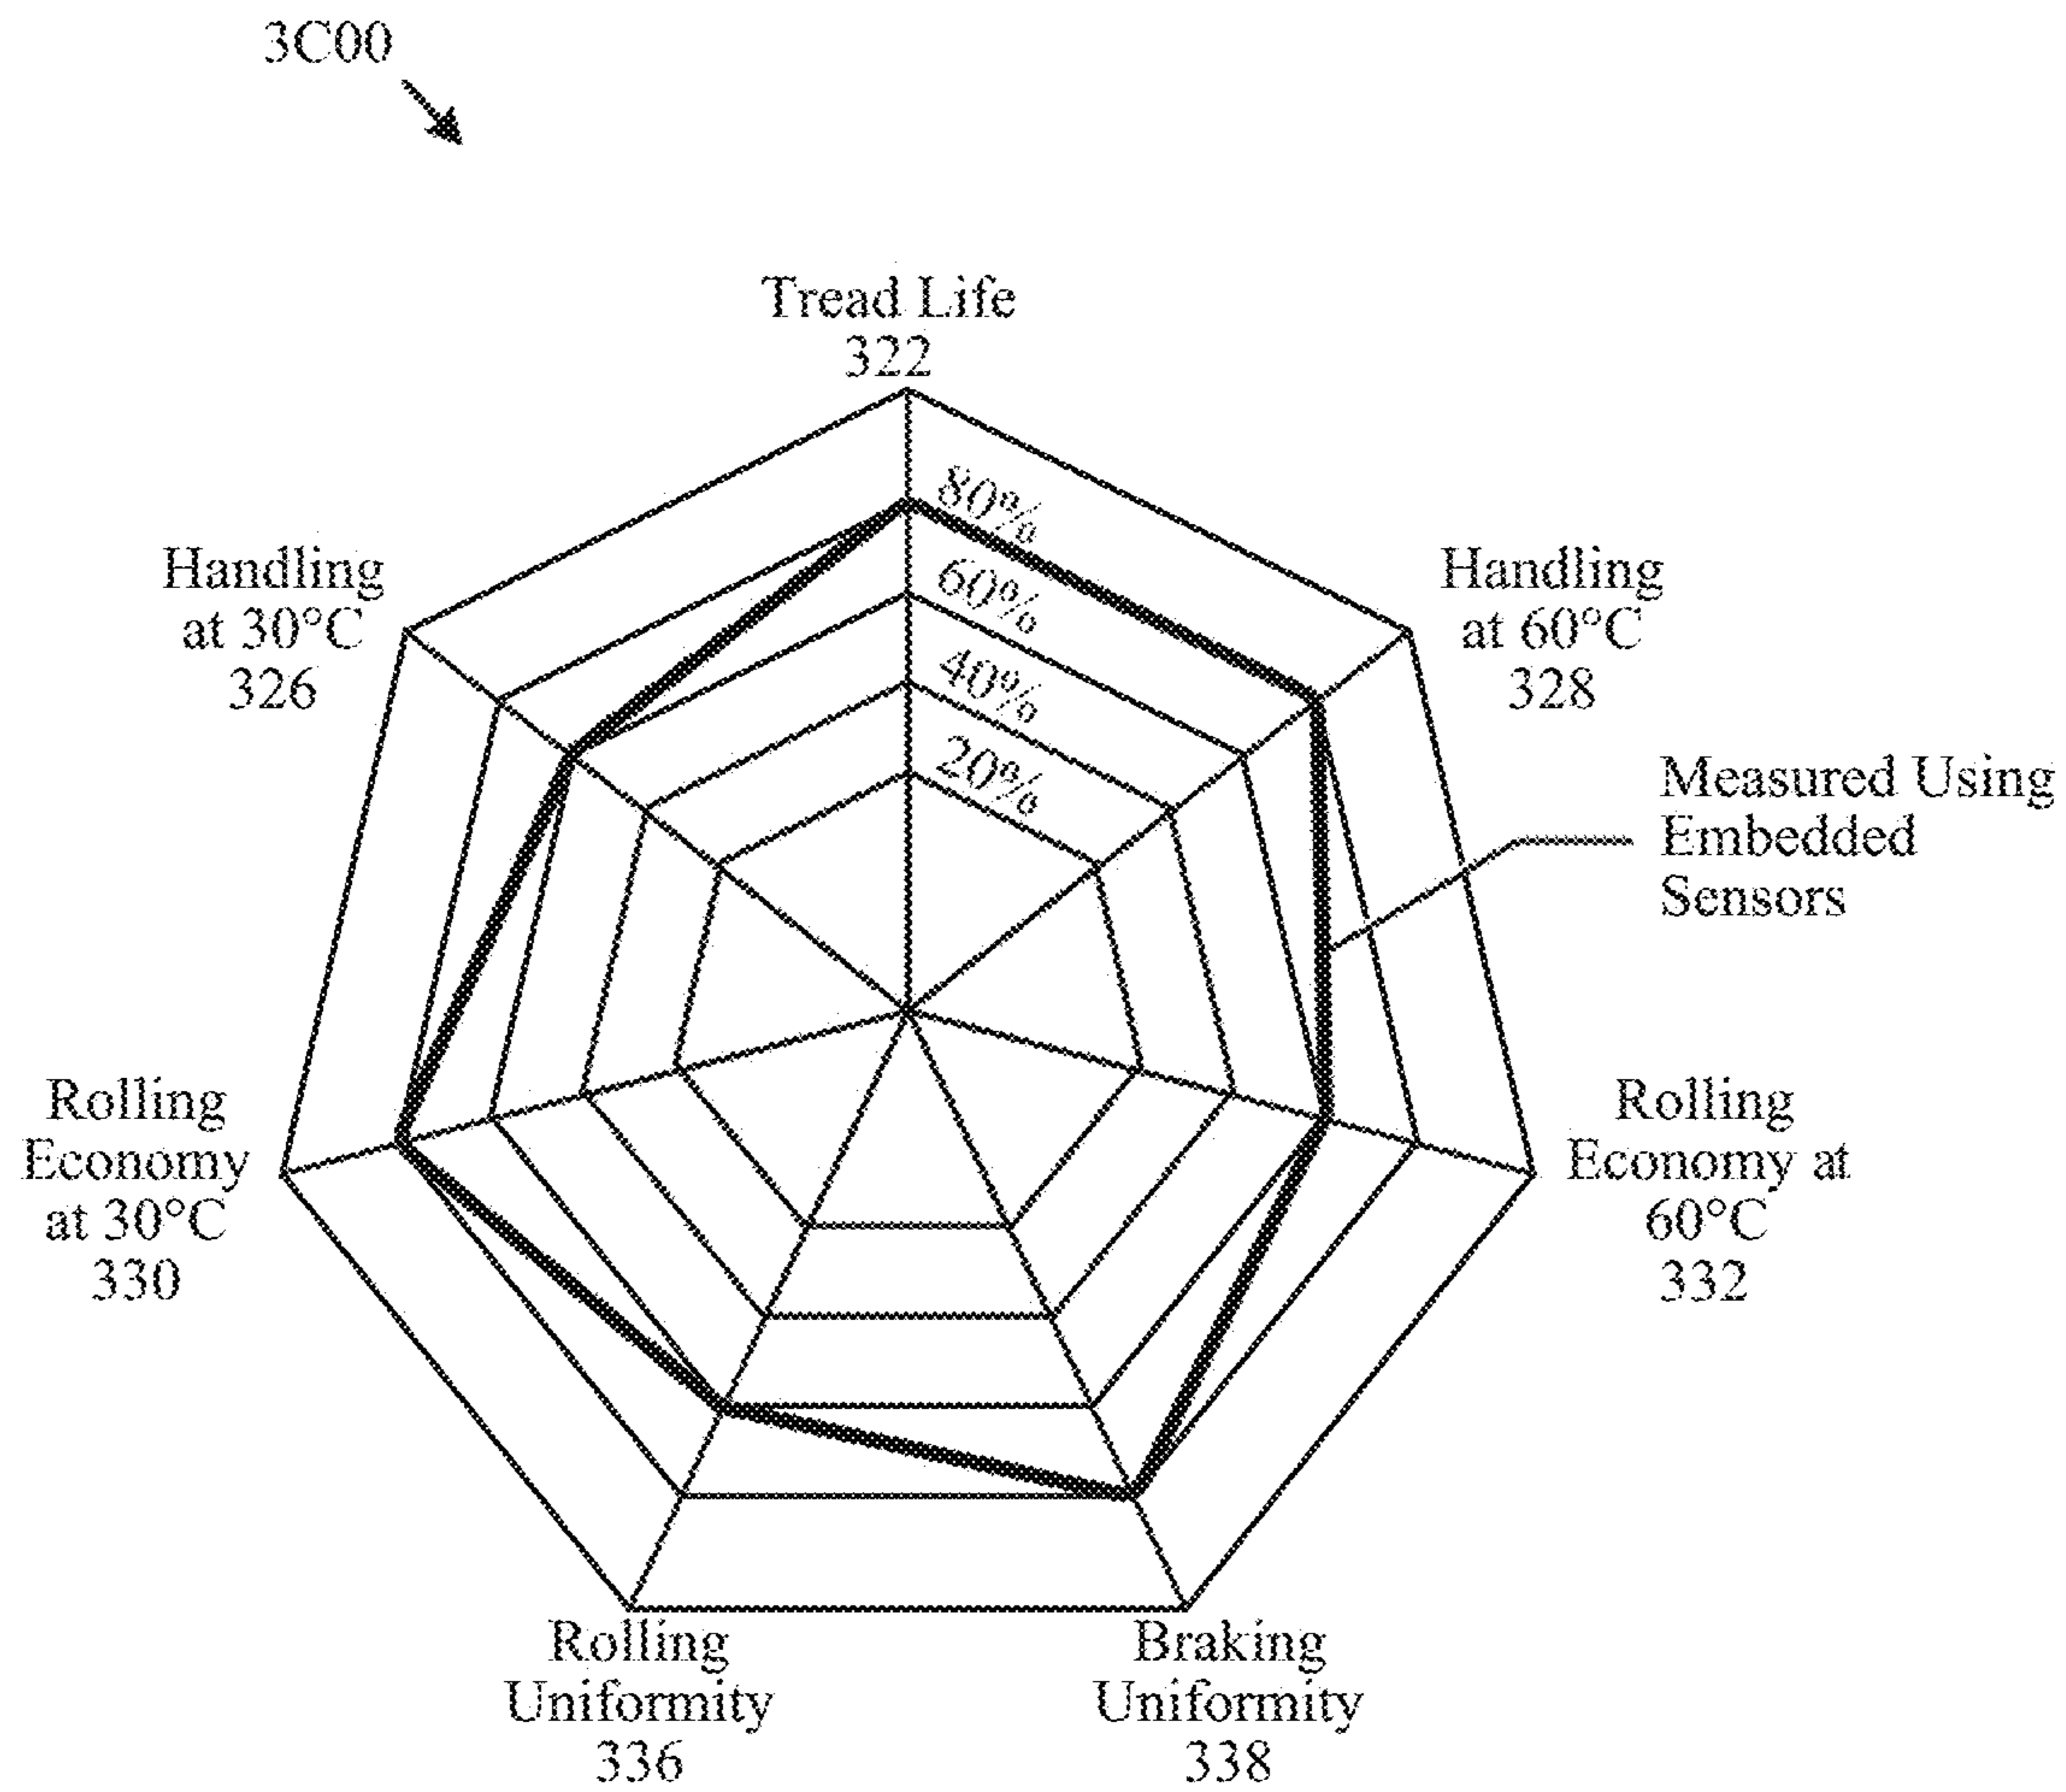 3C00
Tread Life
322
80%
60%
40%
20%
Handling
at 30°C
326
Handling
at 60°C
328
Measured Using
Embedded
Sensors
Rolling
Economy
at 30°C
330
Rolling
Economy at
60°C
332
Rolling
Uniformity
336
Braking
Uniformity
338